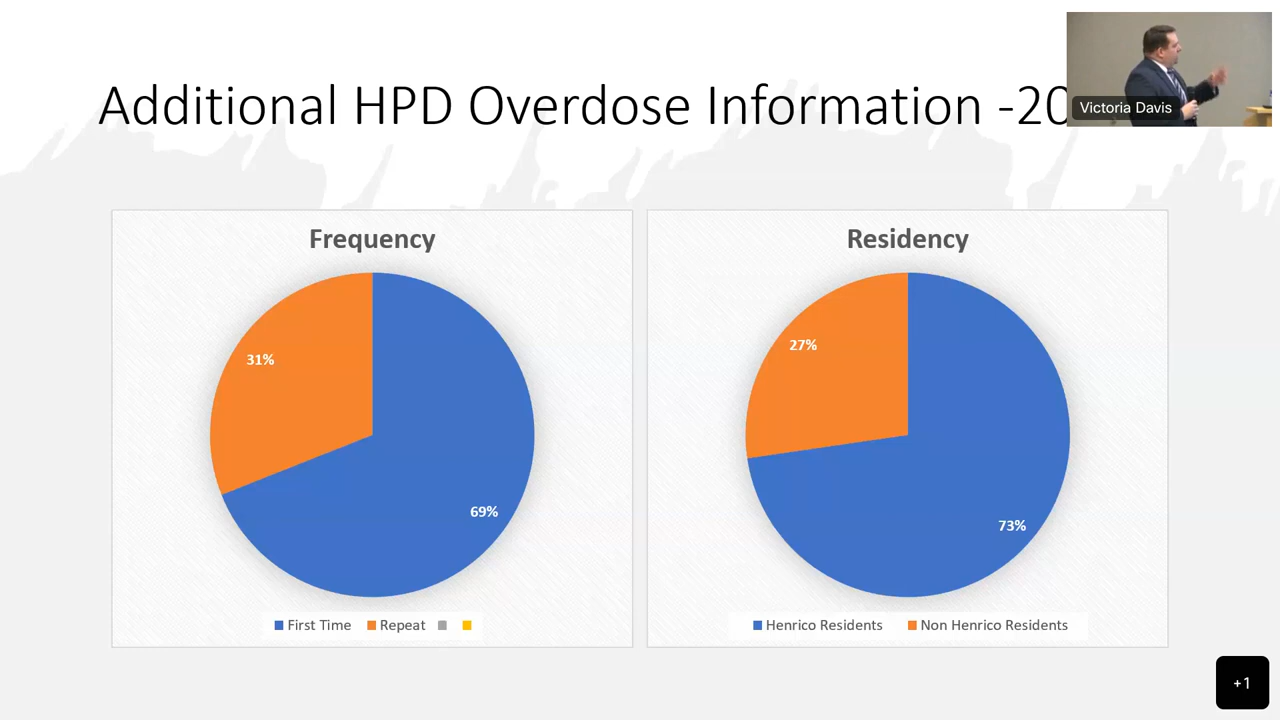 Additional HPD Overdose Information -20
Victoria Davis
Frequency
31%
69%
First Time Repeat
Residency
27%
73%
Henrico Residents Non Henrico Residents
+1